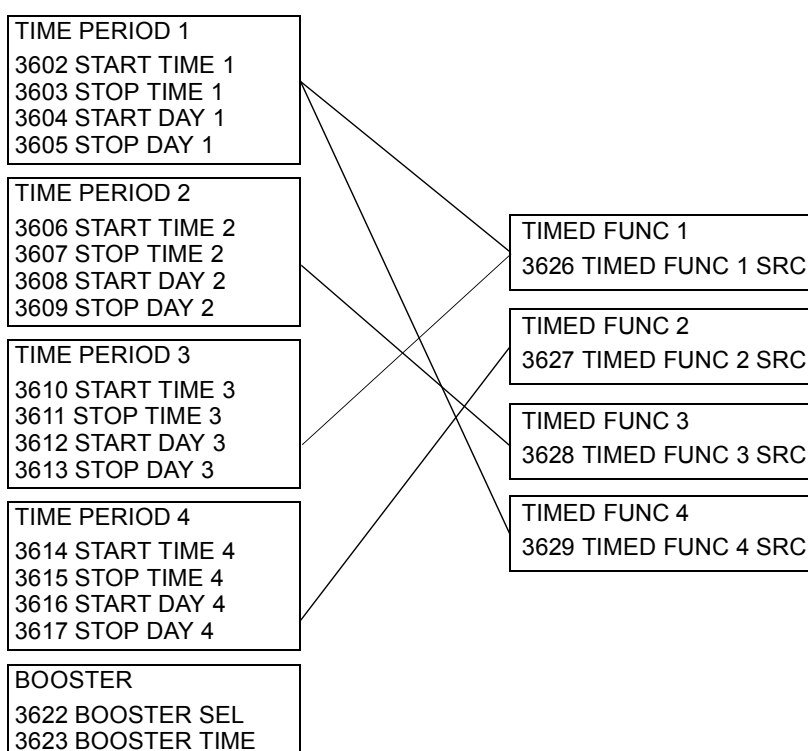 TIME PERIOD 1
3602 START TIME 1
3603 STOP TIME 1
3604 START DAY 1
3605 STOP DAY 1
TIME PERIOD 2
3606 START TIME 2
3607 STOP TIME 2
3608 START DAY 2
3609 STOP DAY 2
TIME PERIOD 3
3610 START TIME 3
3611 STOP TIME 3
3612 START DAY 3
3613 STOP DAY 3
TIME PERIOD 4
3614 START TIME 4
3615 STOP TIME 4
3616 START DAY 4
3617 STOP DAY 4
BOOSTER
3622 BOOSTER SEL
3623 BOOSTER TIME
TIMED FUNC 1
3626 TIMED FUNC 1 SRC
TIMED FUNC 2
3627 TIMED FUNC 2 SRC
TIMED FUNC 3
3628 TIMED FUNC 3 SRC
TIMED FUNC 4
3629 TIMED FUNC 4 SRC